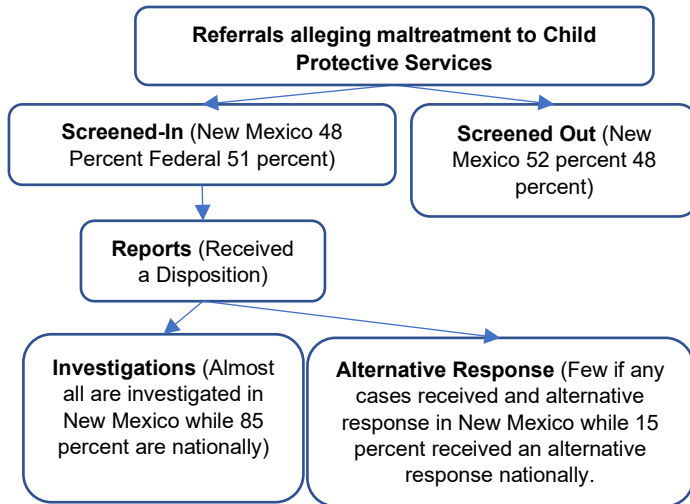 Referrals alleging maltreatment to Child
Protective Services
Screened-In (New Mexico 48
Percent Federal 51 percent)
Screened Out (New
Mexico 52 percent 48
percent)
Reports (Received
a Disposition)
Investigations (Almost
all are investigated in
New Mexico while 85
percent are nationally)
Alternative Response (Few if any
cases received and alternative
response in New Mexico while 15
percent received an alternative
response nationally.